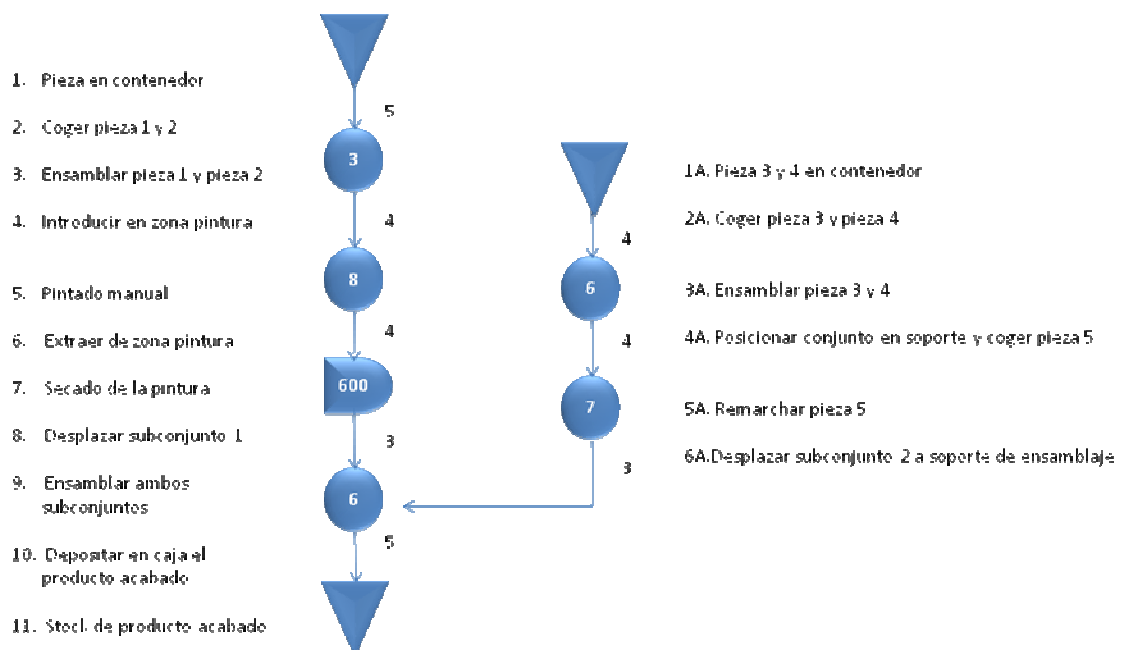 1. Pieza en contenedor
2. Coger pieza 1 y 2
3. Ensamblar pieza 1 y pieza 2
4. Introducir en zona pintura
5. Pintado manual
6. Extraer de zona pintura
7. Secado de la pintura
8. Desplazar subconjunto 1
9. Ensamblar ambos
subconjuntos
10. Depositar en caja el
producto acabado
11. Stock de producto acabado
5
3
4
8
4
600
3
6
5
4
6
4
7
3
1A. Pieza 3 y 4 en contenedor
2A. Coger pieza 3 y pieza 4
3A. Ensamblar pieza 3 y 4
4A. Posicionar conjunto en soporte y coger pieza 5
5A. Remarchar pieza 5
6A.Desplazar subconjunto 2 a soporte de ensamblaje